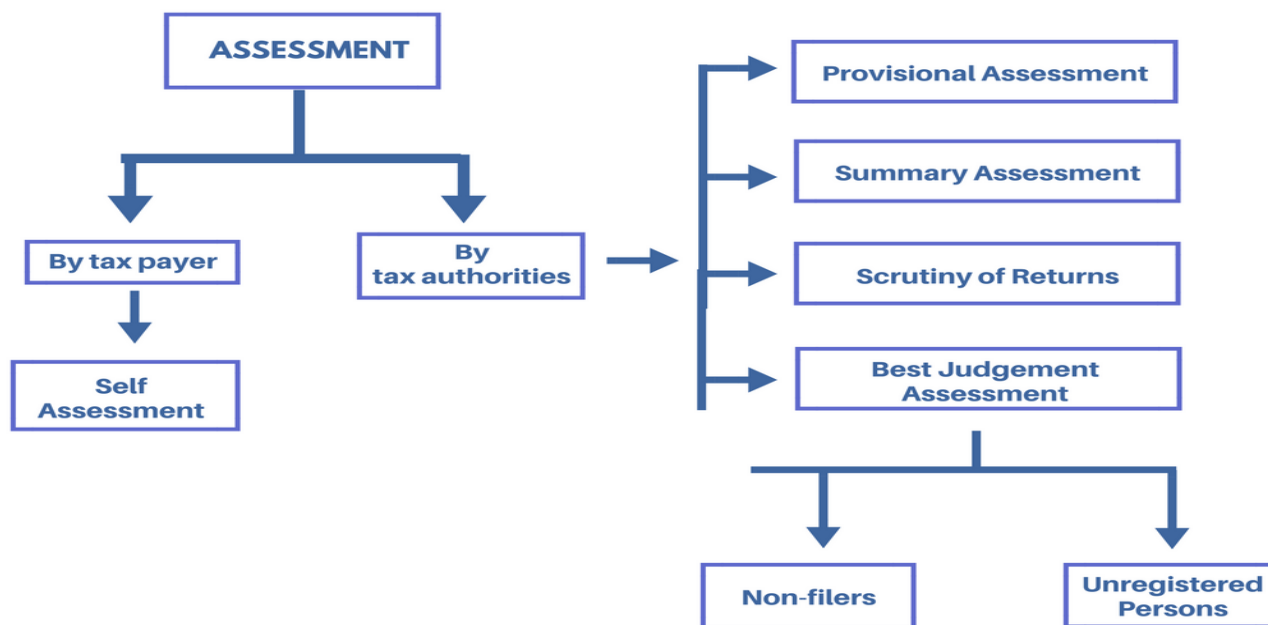 ASSESSMENT
By tax payer
Self
Assessment
By
tax authorities
Provisional Assessment
Summary Assessment
Scrutiny of Returns
Best Judgement
Assessment
Non-filers
Unregistered
Persons